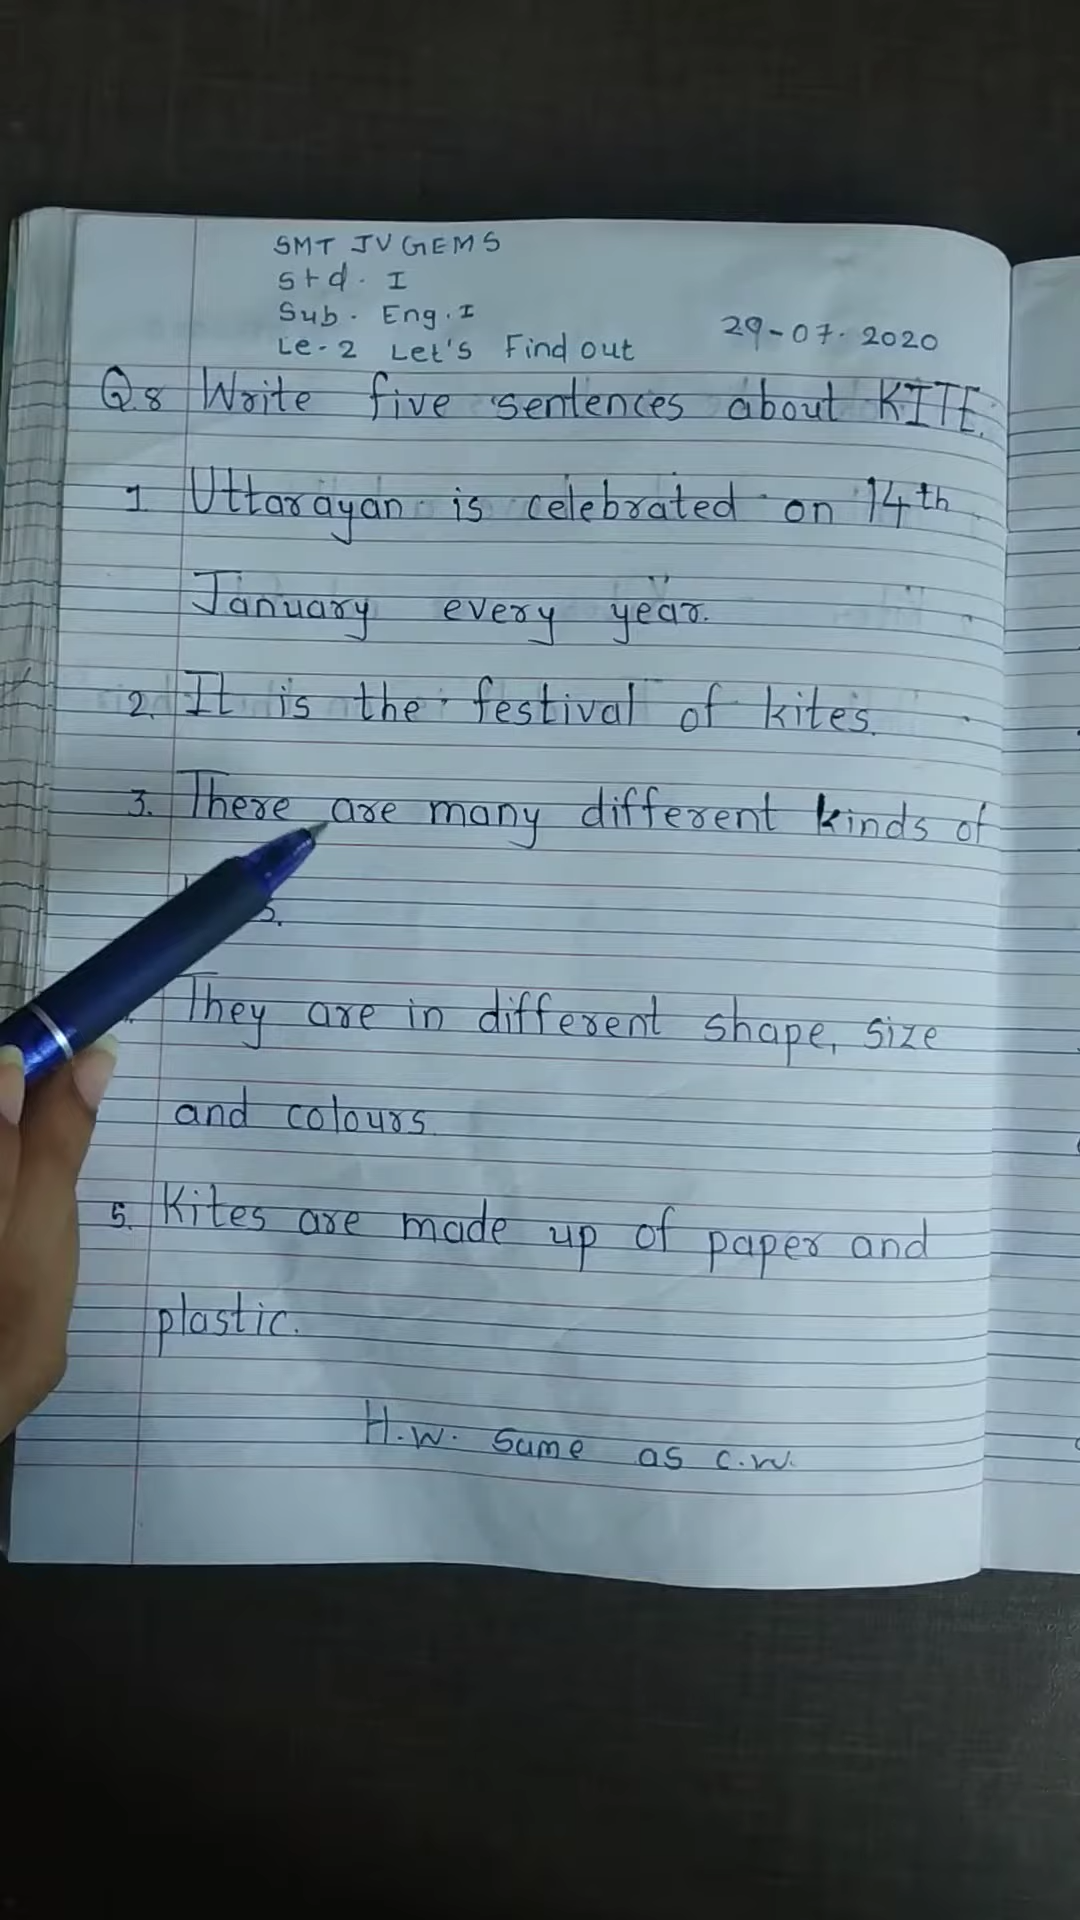 SMT JV GEMS
Std. I
Sub. Eng. I
29-07-2020
Le-2 Let's Find out
Q.8 Write five sentences about KITE.
1 Uttarayan is celebrated on 14th
January every year.
2. It is the festival of kites.
3. There are many different kinds of
They are in different shape, size
and colours.
5. Kites are made up of paper and
plastic.
H.W. Same as C.W.